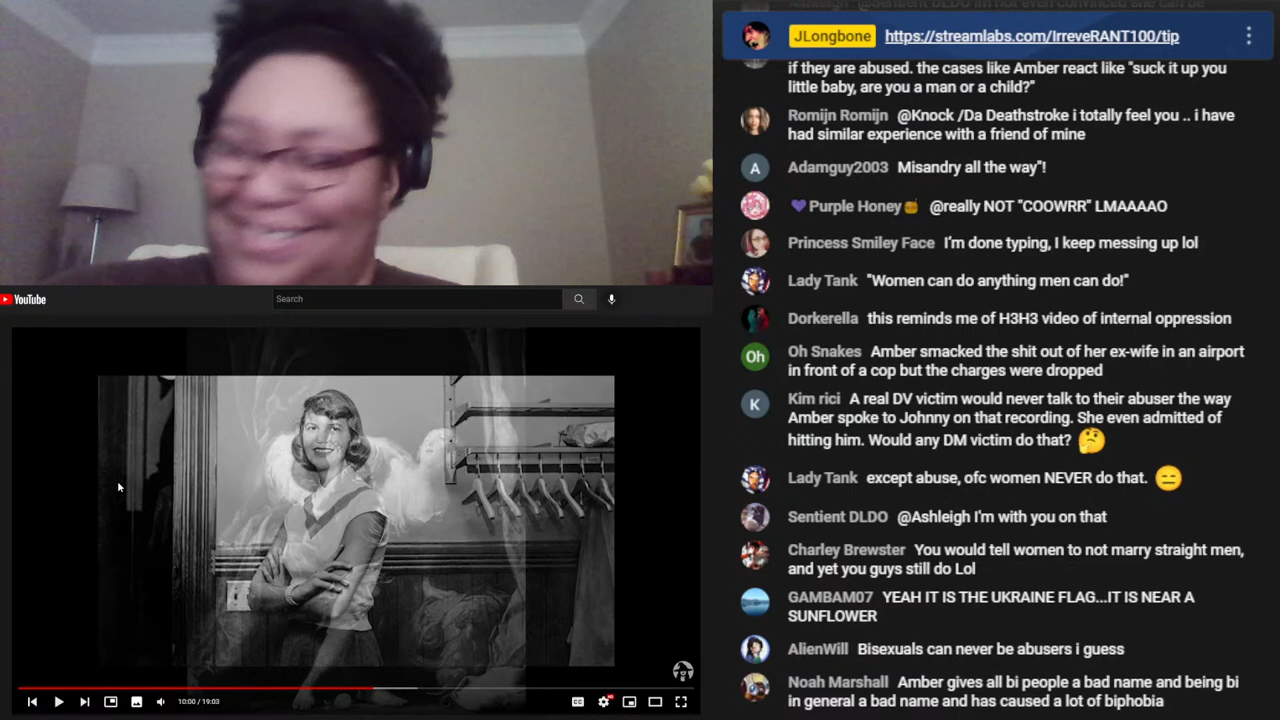 JLongbone https://streamlabs.com/IrreveRANT100/tip
if they are abused. the cases like Amber react like "suck it up you
little baby, are you a man or a child?"
Romijn Romijn @Knock /Da Deathstroke i totally feel you .. i have
had similar experience with a friend of mine
A Adamguy2003 Misandry all the way"!
💜Purple Honey🍯 @really NOT "COOWRR" LMAAAAO
Princess Smiley Face I'm done typing, I keep messing up lol
Lady Tank "Women can do anything men can do!"
Dorkerella this reminds me of H3H3 video of internal oppression
Oh Oh Snakes Amber smacked the shit out of her ex-wife in an airport
in front of a cop but the charges were dropped
K Kim rici A real DV victim would never talk to their abuser the way
Amber spoke to Johnny on that recording. She even admitted of
hitting him. Would any DM victim do that? 🤔
Lady Tank except abuse, ofc women NEVER do that. 😑
Sentient DLDO @Ashleigh I'm with you on that
Charley Brewster You would tell women to not marry straight men,
and yet you guys still do Lol
GAMBAM07 YEAH IT IS THE UKRAINE FLAG...IT IS NEAR A
SUNFLOWER
AlienWill Bisexuals can never be abusers i guess
Noah Marshall Amber gives all bi people a bad name and being bi
in general a bad name and has caused a lot of biphobia
YouTube
Search
10:00 / 19:03
CC
HD